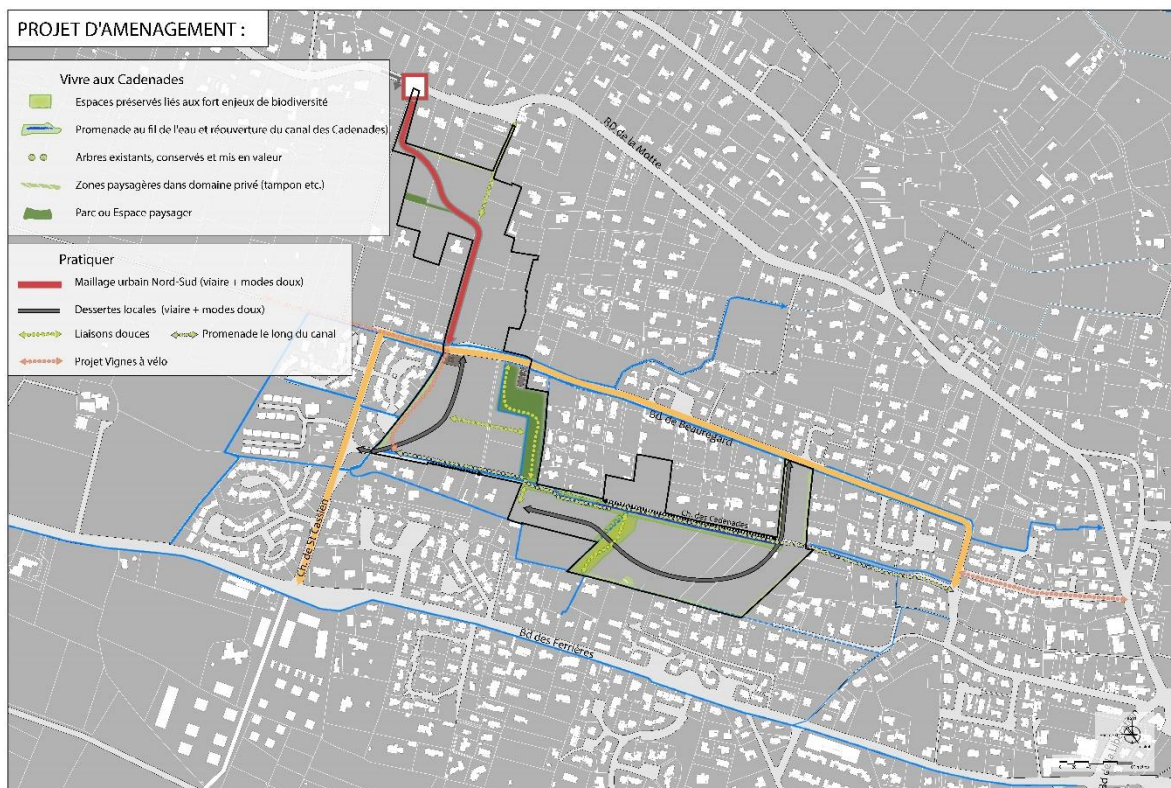 PROJET D'AMENAGEMENT :
Vivre aux Cadenades
Espaces préservés liés aux fort enjeux de biodiversité
Promenade au fil de l'eau et réouverture du canal des Cadenades)
Arbres existants, conservés et mis en valeur
Zones paysagères dans domaine privé (tampon etc.)
Parc ou Espace paysager
Pratiquer
Maillage urbain Nord-Sud (viaire + modes doux)
Dessertes locales (viaire + modes doux)
Liaisons douces
Promenade le long du canal
Projet Vignes à vélo
BD de la Motte
Bd. de Beauregard
Ch. des Cadenades
Ch. de St Cassien
Bd des Ferrières